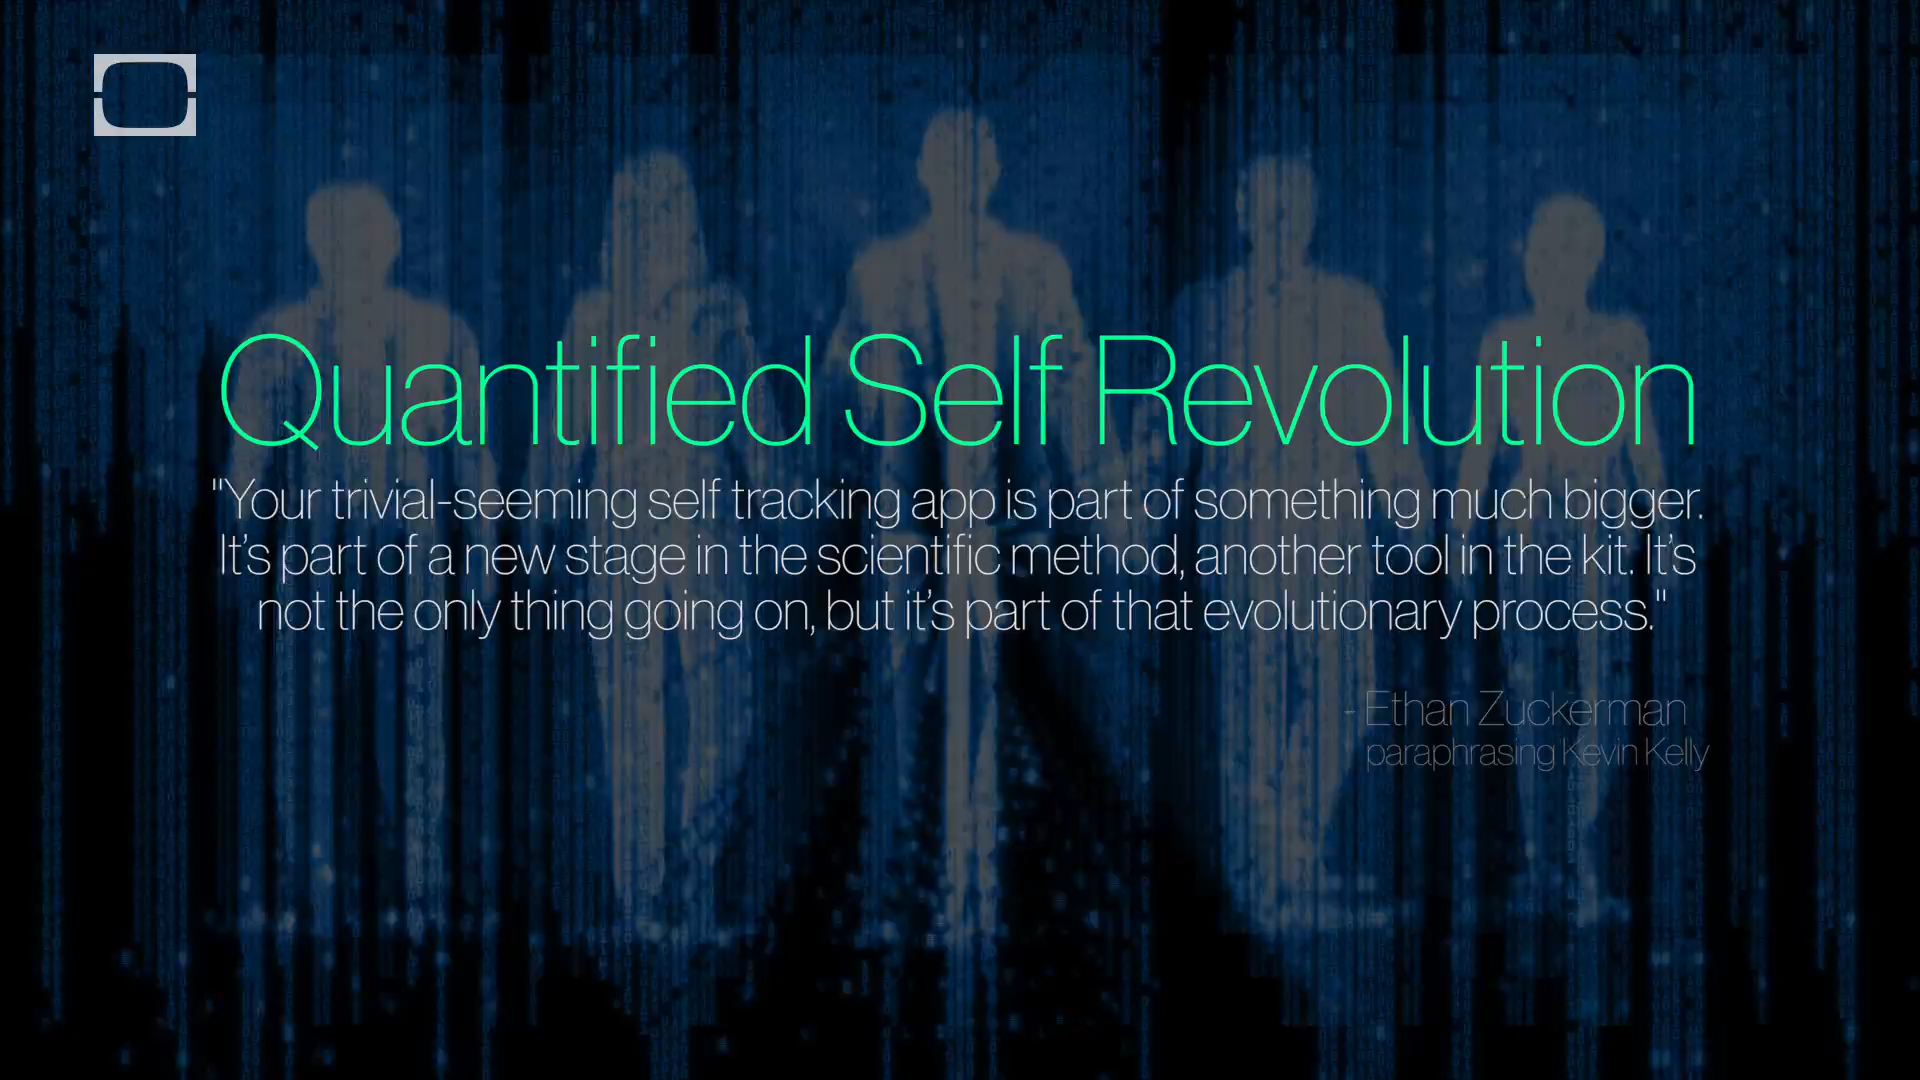 Quantified Self Revolution
"Your trivial-seeming self tracking app is part of something much bigger.
It's part of a new stage in the scientific method, another tool in the kit. It's
not the only thing going on, but it's part of that evolutionary process."
- Ethan Zuckerman
paraphrasing Kevin Kelly